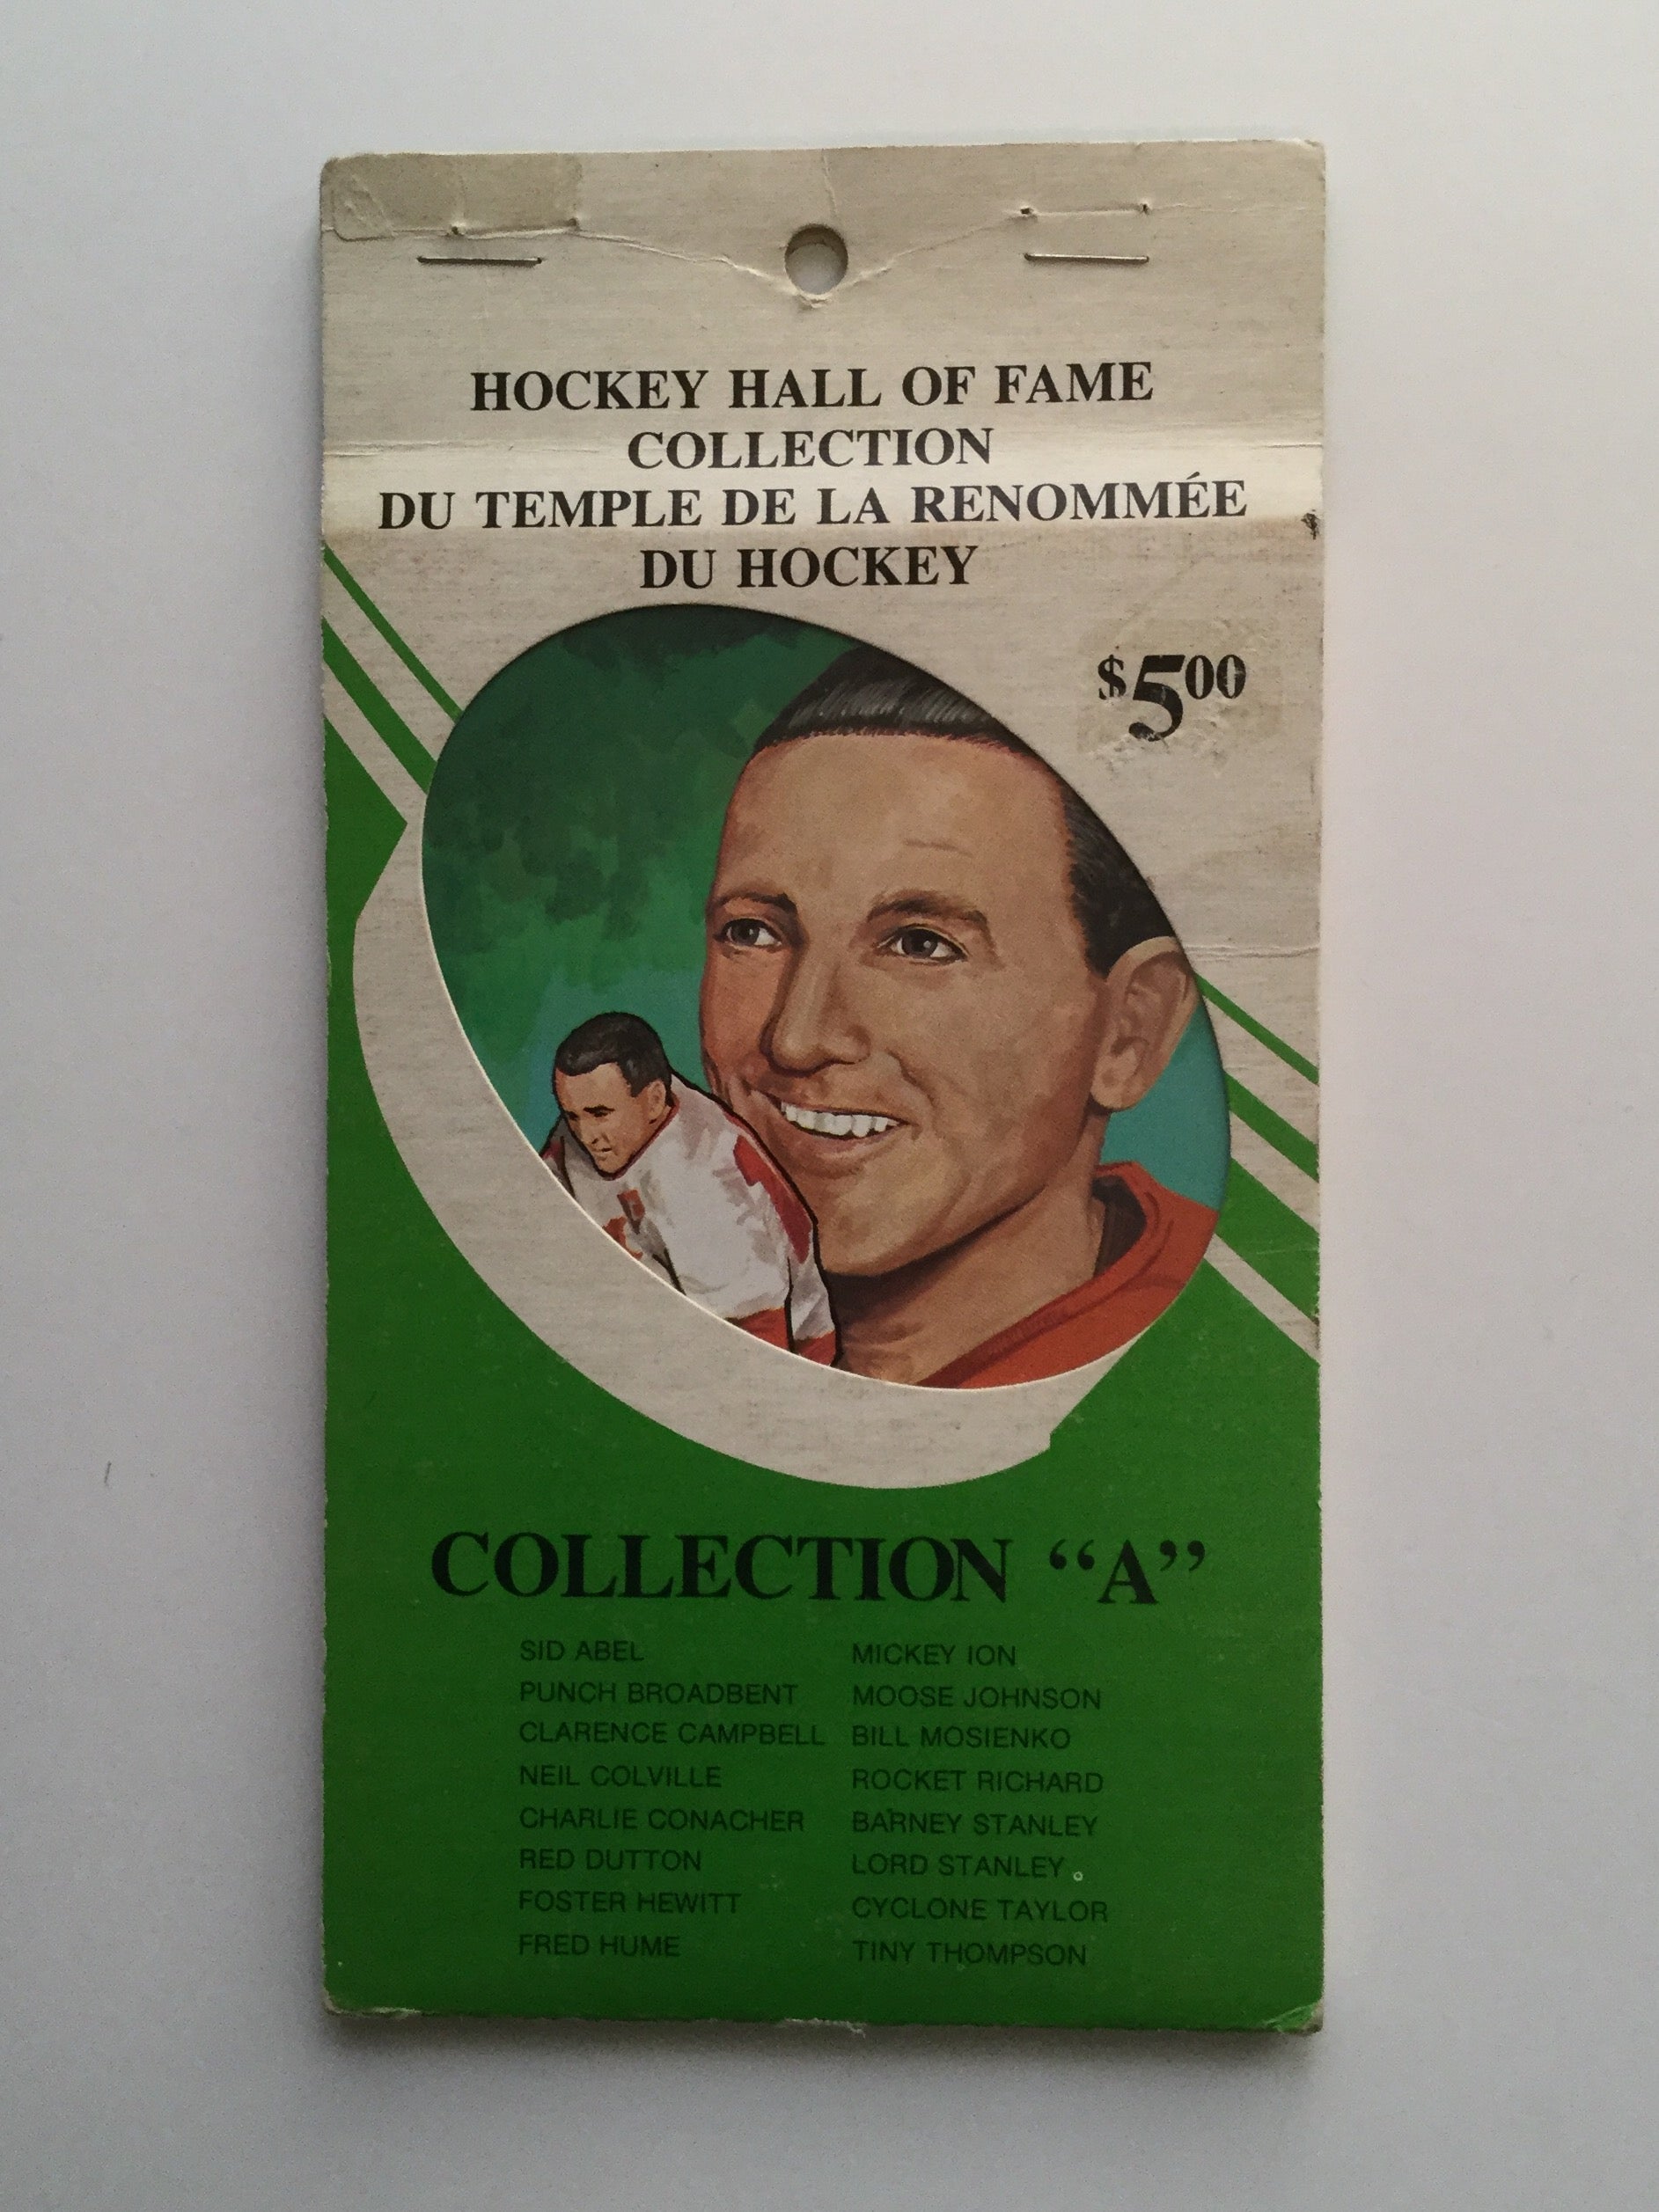 HOCKEY HALL OF FAME
COLLECTION
DU TEMPLE DE LA RENOMMÉE
DU HOCKEY
$5.00
COLLECTION “A”
SID ABEL
PUNCH BROADBENT
CLARENCE CAMPBELL
NEIL COLVILLE
CHARLIE CONACHER
RED DUTTON
FOSTER HEWITT
FRED HUME
MICKEY ION
MOOSE JOHNSON
BILL MOSIENKO
ROCKET RICHARD
BARNEY STANLEY
LORD STANLEY
CYCLONE TAYLOR
TINY THOMPSON